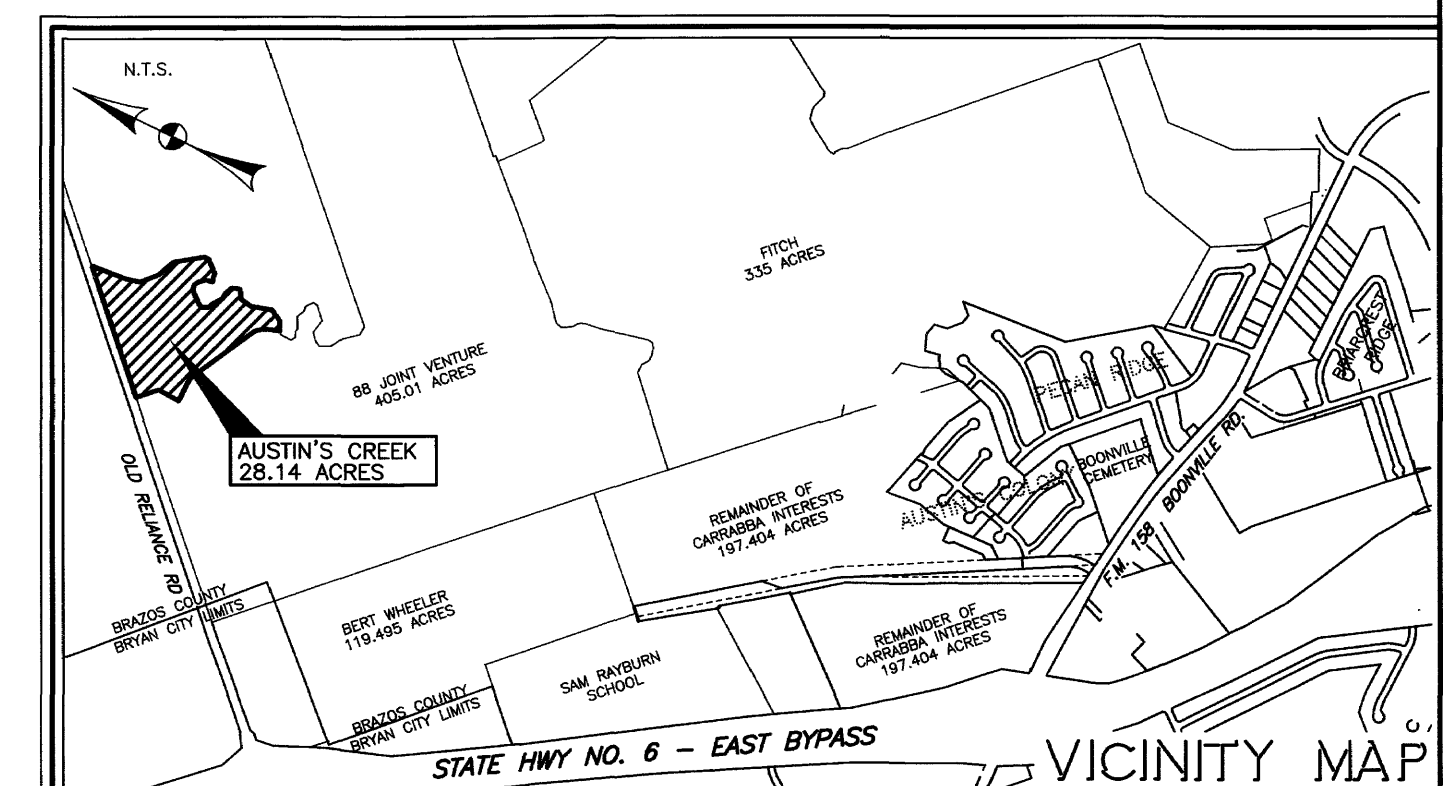 N.T.S.
FITCH
335 ACRES
88 JOINT VENTURE
405.01 ACRES
BRIARCREST
RIDGE
PECAN RIDGE
AUSTIN'S CREEK
28.14 ACRES
OLD RELIANCE RD
BOONVILLE
CEMETERY
AUSTIN'S COLONY
F.M. 158 BOONVILLE RD.
REMAINDER OF
CARRABBA INTERESTS
197.404 ACRES
BRAZOS COUNTY
BRYAN CITY LIMITS
BERT WHEELER
119.495 ACRES
REMAINDER OF
CARRABBA INTERESTS
197.404 ACRES
SAM RAYBURN
SCHOOL
BRAZOS COUNTY
BRYAN CITY LIMITS
STATE HWY NO. 6 - EAST BYPASS
VICINITY MAP